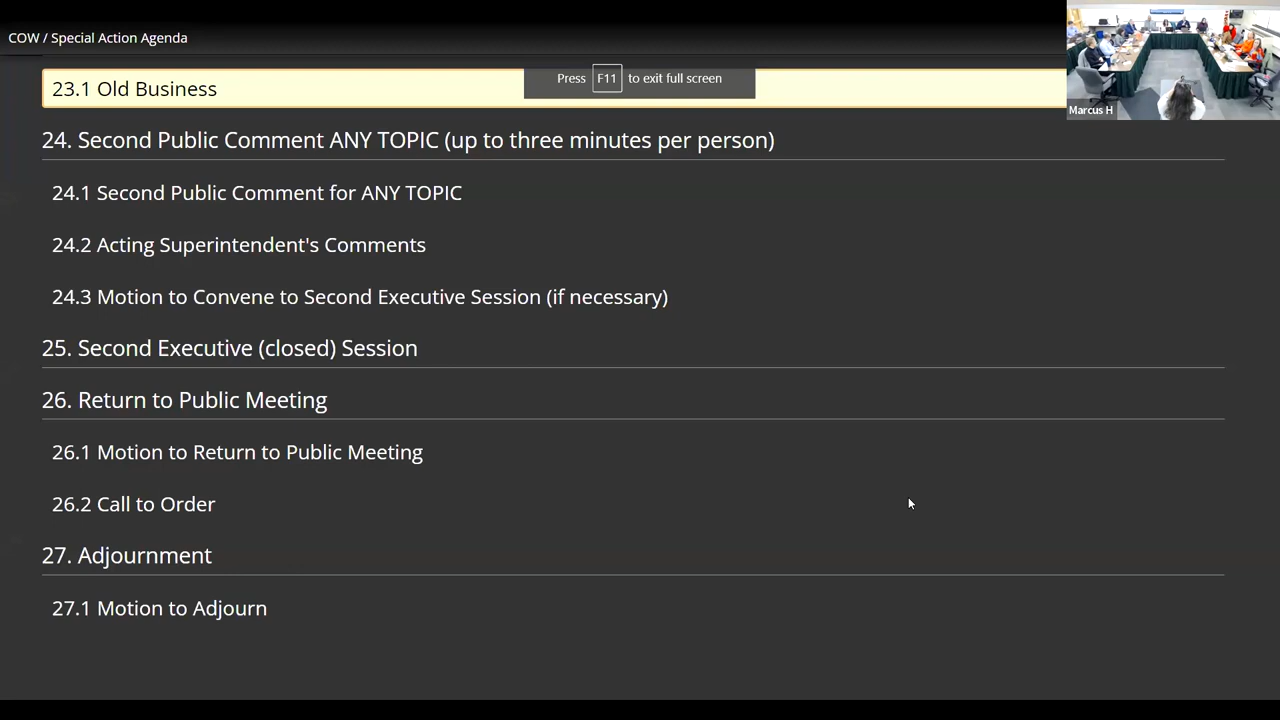 COW / Special Action Agenda
23.1 Old Business
Press F11 to exit full screen
Marcus H
24. Second Public Comment ANY TOPIC (up to three minutes per person)
24.1 Second Public Comment for ANY TOPIC
24.2 Acting Superintendent's Comments
24.3 Motion to Convene to Second Executive Session (if necessary)
25. Second Executive (closed) Session
26. Return to Public Meeting
26.1 Motion to Return to Public Meeting
26.2 Call to Order
27. Adjournment
27.1 Motion to Adjourn